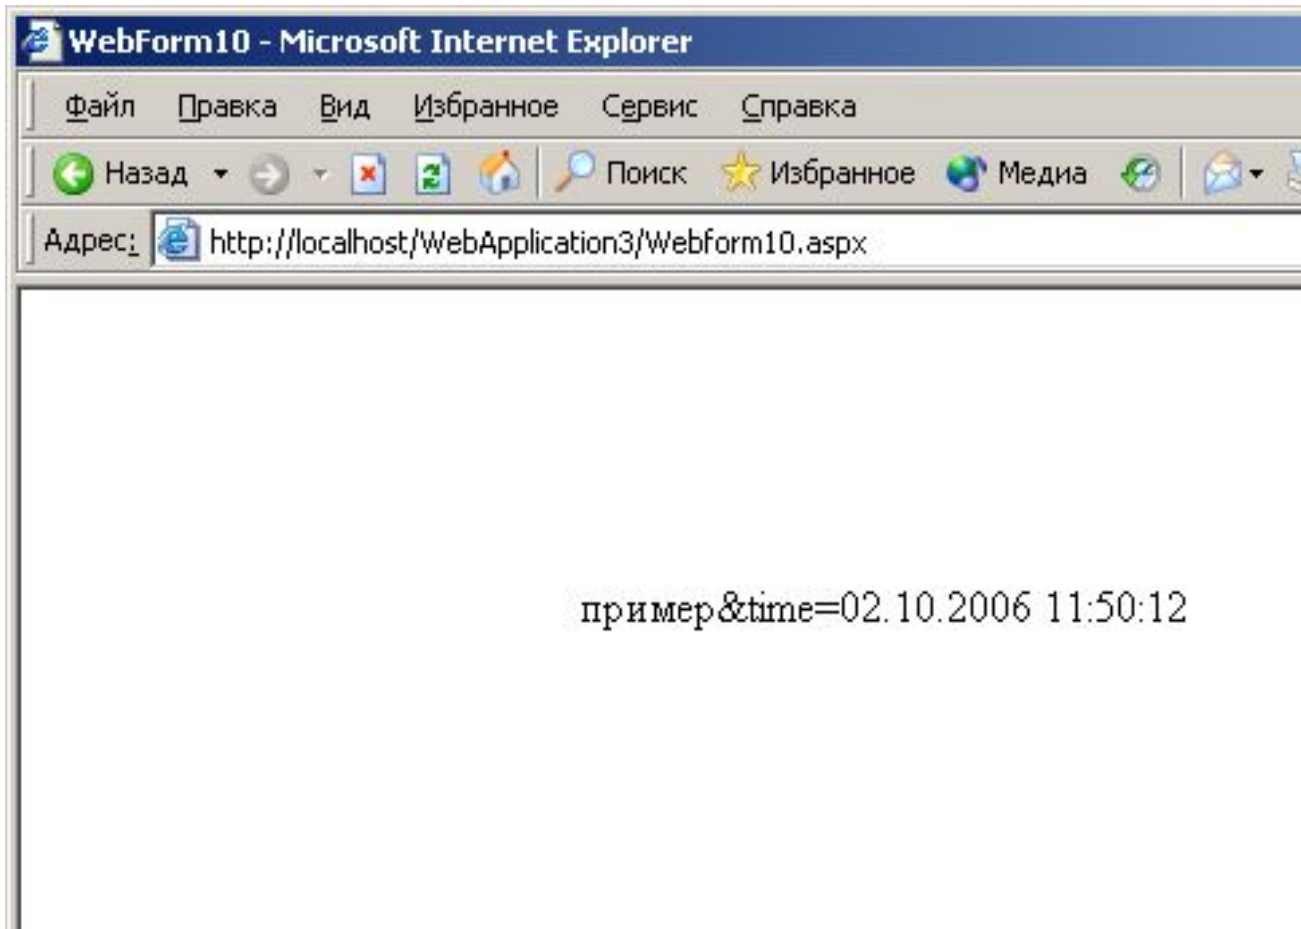 WebForm10 - Microsoft Internet Explorer
Файл Правка Вид Избранное Сервис Справка
Назад Поиск Избранное Медиа
Адрес: http://localhost/WebApplication3/Webform10.aspx
пример&time=02.10.2006 11:50:12